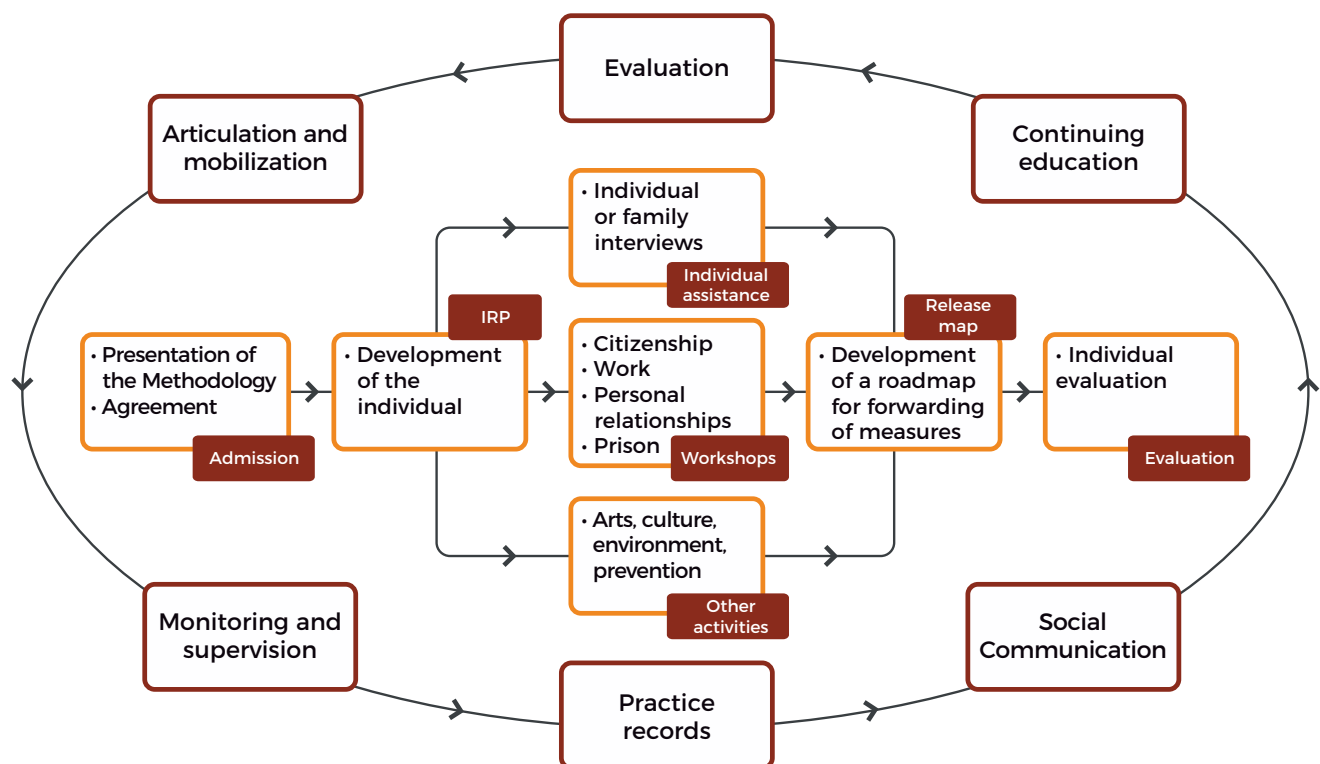 Evaluation
Articulation and
mobilization
Continuing
education
• Individual
or family
interviews
Individual
assistance
IRP
Release
map
• Presentation of
the Methodology
• Agreement
Admission
• Development
of the
individual
• Citizenship
• Work
• Personal
relationships
• Prison
Workshops
• Development
of a roadmap
for forwarding
of measures
• Individual
evaluation
Evaluation
• Arts, culture,
environment,
prevention
Other
activities
Monitoring and
supervision
Social
Communication
Practice
records